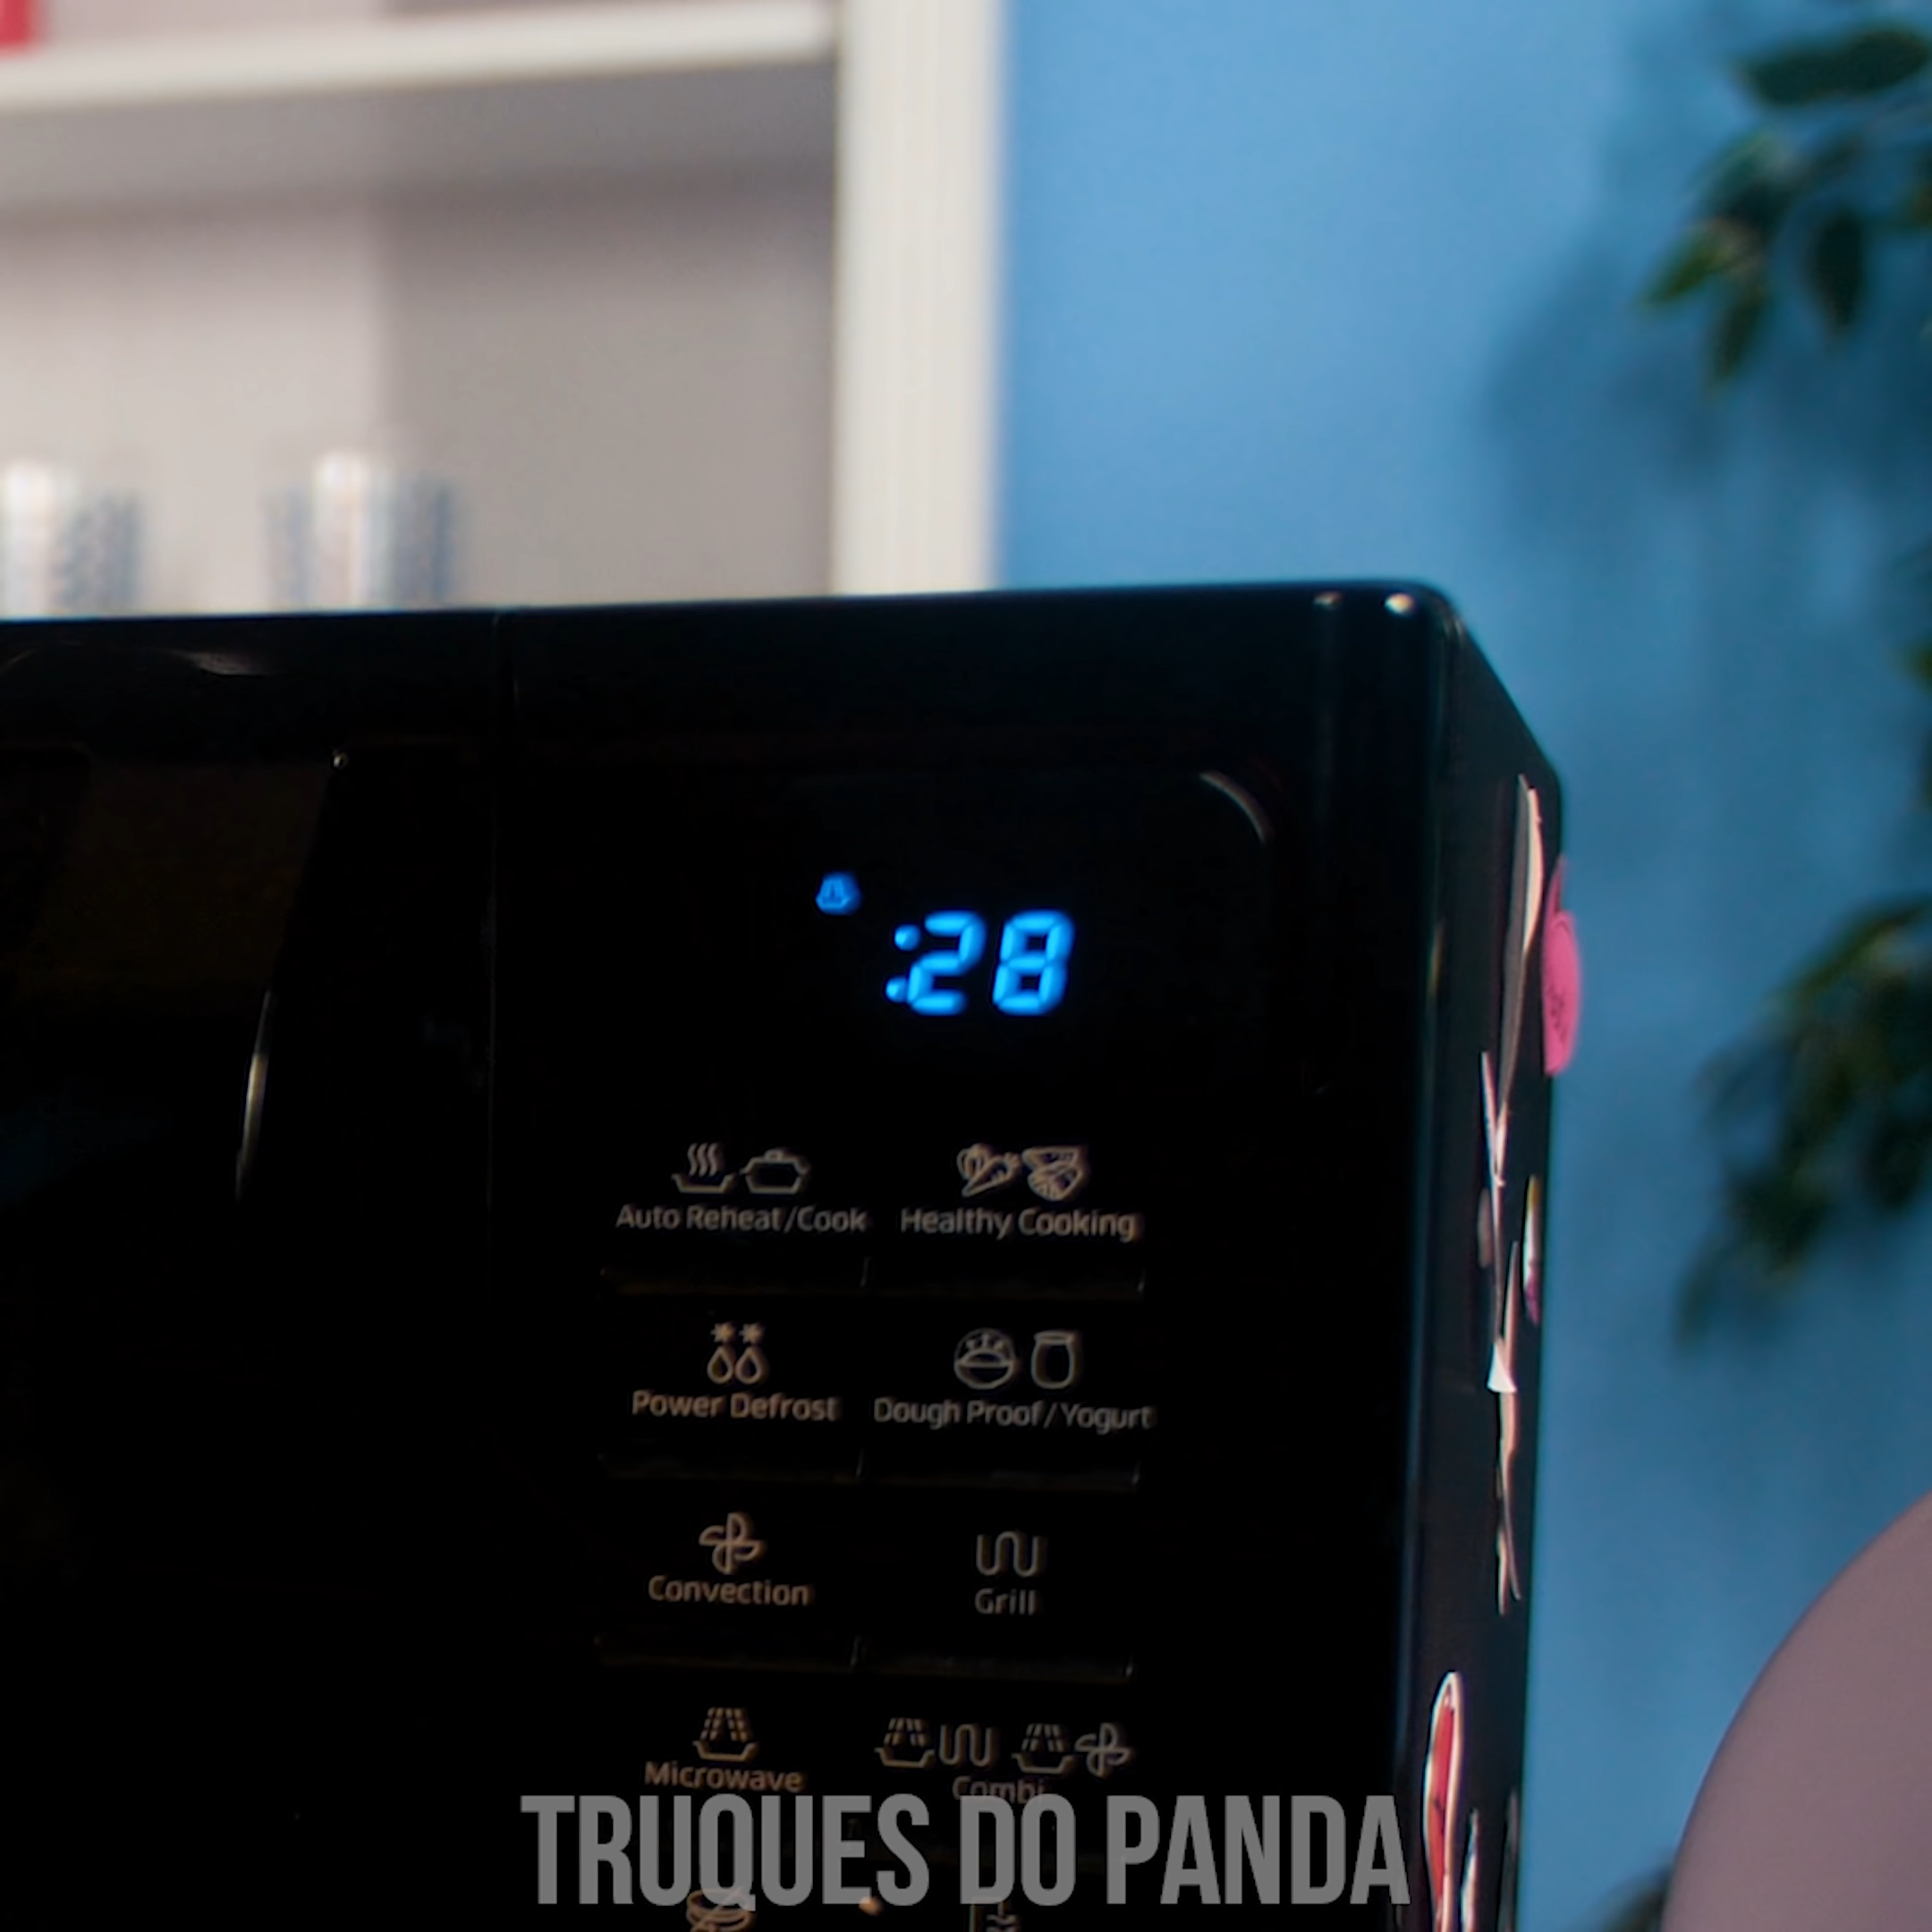 :28
Auto Reheat/Cook Healthy Cooking
Power Defrost Dough Proof/Yogurt
Convection Grill
Microwave Combi
TRUQUES DO PANDA